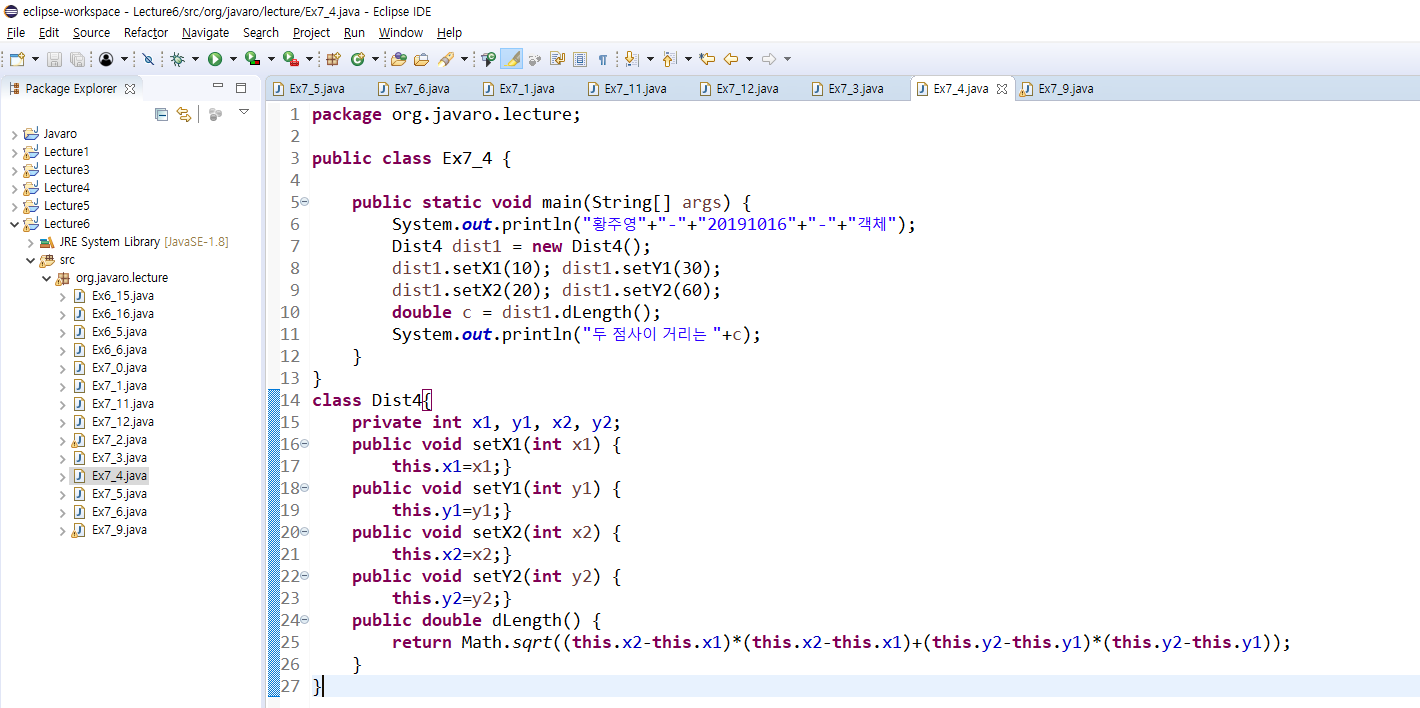 eclipse-workspace - Lecture6/src/org/javaro/lecture/Ex7_4.java - Eclipse IDE
File Edit Source Refactor Navigate Search Project Run Window Help
Package Explorer
Javaro
Lecture1
Lecture3
Lecture4
Lecture5
Lecture6
JRE System Library [JavaSE-1.8]
src
org.javaro.lecture
Ex6_15.java
Ex6_16.java
Ex6_5.java
Ex6_6.java
Ex7_0.java
Ex7_1.java
Ex7_11.java
Ex7_12.java
Ex7_2.java
Ex7_3.java
Ex7_4.java
Ex7_5.java
Ex7_6.java
Ex7_9.java
Ex7_5.java Ex7_6.java Ex7_1.java Ex7_11.java Ex7_12.java Ex7_3.java Ex7_4.java Ex7_9.java
1 package org.javaro.lecture;
2
3 public class Ex7_4 {
4
5 public static void main(String[] args) {
6 System.out.println("황주영"+"-"+"20191016"+"-"+"객체");
7 Dist4 dist1 = new Dist4();
8 dist1.setX1(10); dist1.setY1(30);
9 dist1.setX2(20); dist1.setY2(60);
10 double c = dist1.dLength();
11 System.out.println("두 점사이 거리는 "+c);
12 }
13 }
14 class Dist4{
15 private int x1, y1, x2, y2;
16 public void setX1(int x1) {
17 this.x1=x1;}
18 public void setY1(int y1) {
19 this.y1=y1;}
20 public void setX2(int x2) {
21 this.x2=x2;}
22 public void setY2(int y2) {
23 this.y2=y2;}
24 public double dLength() {
25 return Math.sqrt((this.x2-this.x1)*(this.x2-this.x1)+(this.y2-this.y1)*(this.y2-this.y1));
26 }
27 }